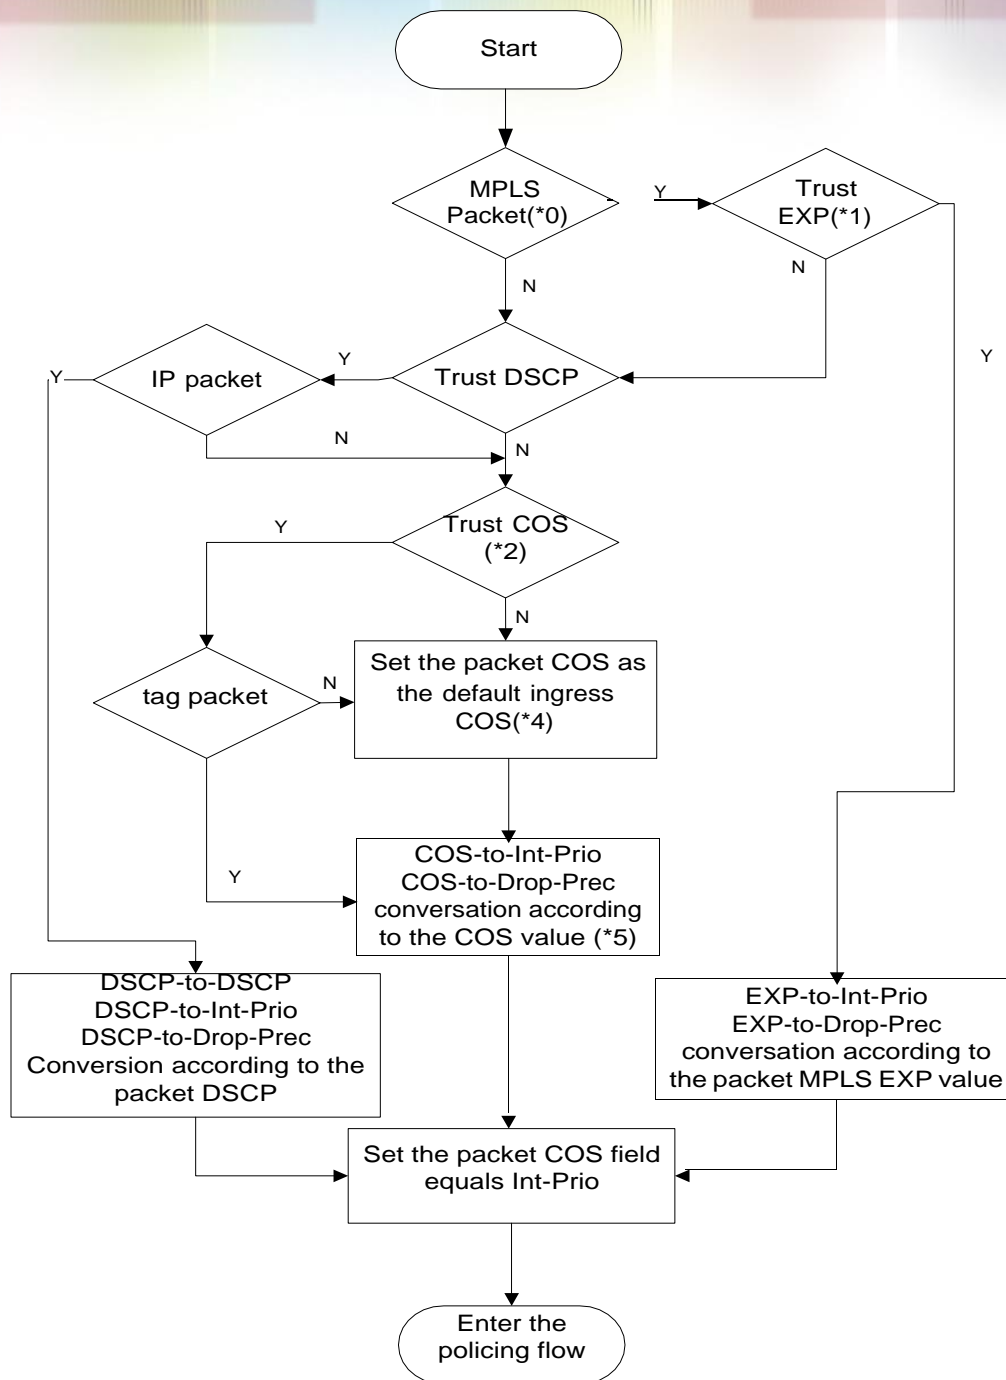 Start
MPLS
Packet(*0)
Y
Trust
EXP(*1)
N
N
Y
Y
IP packet
Y
Trust DSCP
N
N
Y
Trust COS
(*2)
N
tag packet
N
Set the packet COS as
the default ingress
COS(*4)
Y
COS-to-Int-Prio
COS-to-Drop-Prec
conversation according
to the COS value (*5)
DSCP-to-DSCP
DSCP-to-Int-Prio
DSCP-to-Drop-Prec
Conversion according to the
packet DSCP
EXP-to-Int-Prio
EXP-to-Drop-Prec
conversation according to
the packet MPLS EXP value
Set the packet COS field
equals Int-Prio
Enter the
policing flow